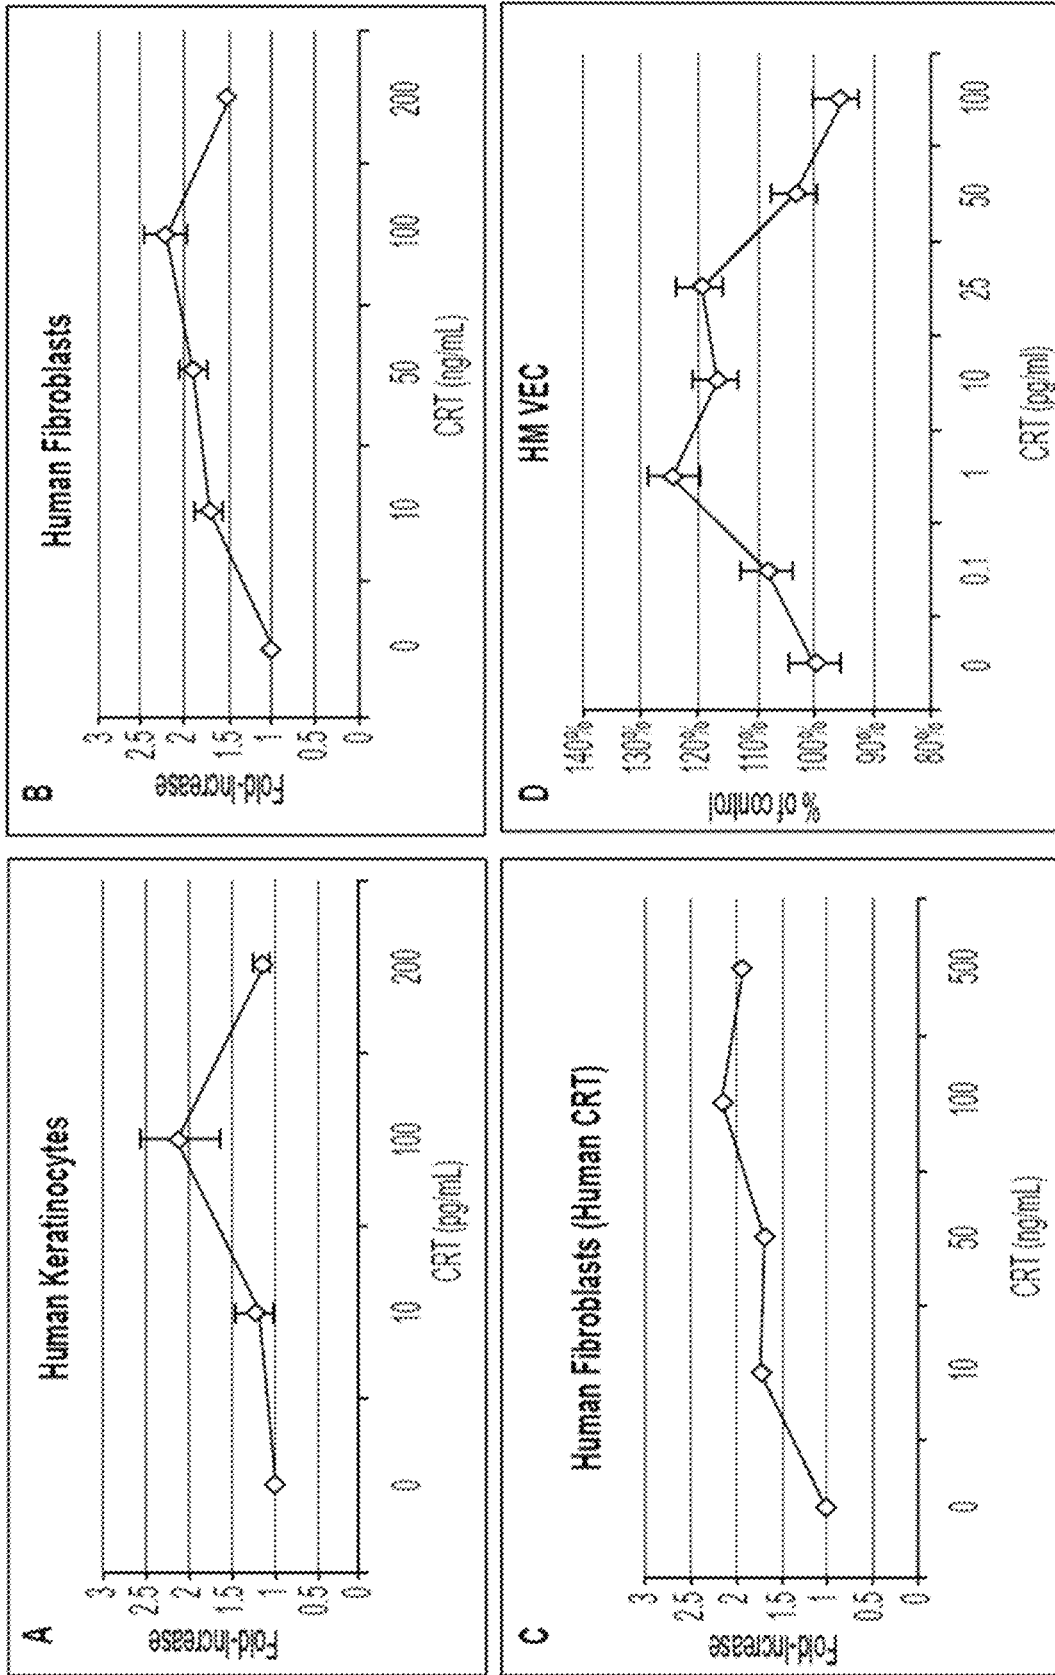 A
Human Keratinocytes
Fold-Increase
3
2.5
2
1.5
1
0.5
0
0 10 100 200
CRT (pg/mL)
B
Human Fibroblasts
Fold-Increase
3
2.5
2
1.5
1
0.5
0
0 10 50 100 200
CRT (ng/mL)
C
Human Fibroblasts (Human CRT)
Fold-Increase
3
2.5
2
1.5
1
0.5
0
0 10 50 100 500
CRT (ng/mL)
D
HM VEC
% of control
140%
130%
120%
110%
100%
90%
80%
0 0.1 1 10 25 50 100
CRT (pg/ml)